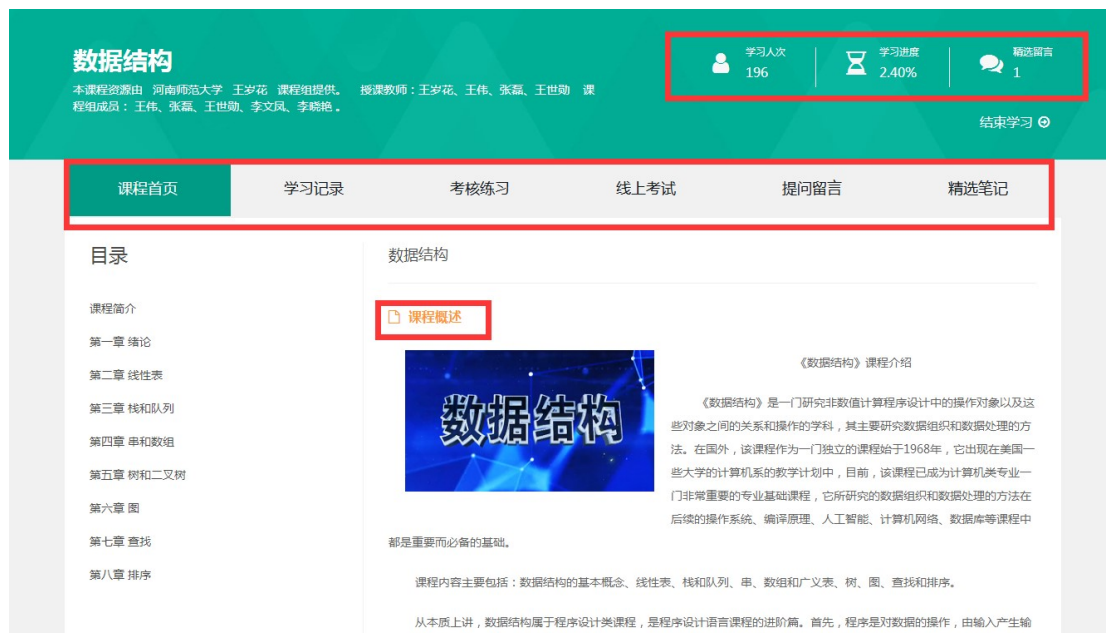 数据结构
本课程资源由 河南师范大学 王岁花 课程组提供。 授课教师：王岁花、王伟、张磊、王世勋 课
程组成员：王伟、张磊、王世勋、李文凤、李晓艳。
学习人次
196
学习进度
2.40%
精选留言
1
结束学习
课程首页 学习记录 考核练习 线上考试 提问留言 精选笔记
目录
课程简介
第一章 绪论
第二章 线性表
第三章 栈和队列
第四章 串和数组
第五章 树和二叉树
第六章 图
第七章 查找
第八章 排序
数据结构
课程概述
数据结构
《数据结构》课程介绍
《数据结构》是一门研究非数值计算程序设计中的操作对象以及这
些对象之间的关系和操作的学科，其主要研究数据组织和数据处理的方
法。在国外，该课程作为一门独立的课程始于1968年，它出现在美国一
些大学的计算机系的教学计划中，目前，该课程已成为计算机类专业一
门非常重要的专业基础课程，它所研究的数据组织和数据处理的方法在
后续的操作系统、编译原理、人工智能、计算机网络、数据库等课程中
都是重要而必备的基础。
课程内容主要包括：数据结构的基本概念、线性表、栈和队列、串、数组和广义表、树、图、查找和排序。
从本质上讲，数据结构属于程序设计类课程，是程序设计语言课程的进阶篇。首先，程序是对数据的操作，由输入产生输